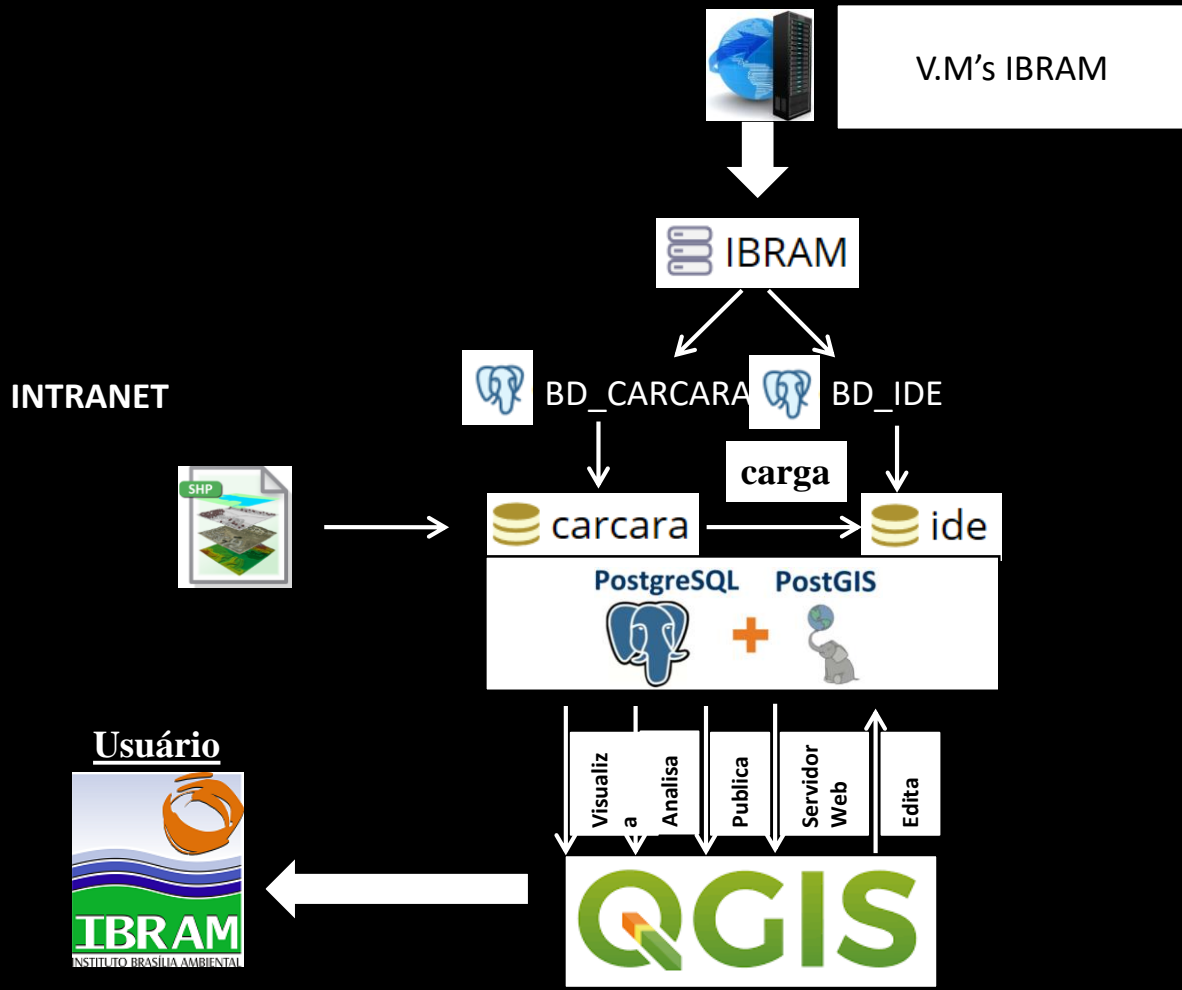 V.M's IBRAM
IBRAM
INTRANET
BD_CARCARA
BD_IDE
carga
SHP
carcara
ide
PostgreSQL
PostGIS
Usuário
Visualiz
a
Analisa
Publica
Servidor
Web
Edita
IBRAM
INSTITUTO BRASÍLIA AMBIENTAL
QGIS